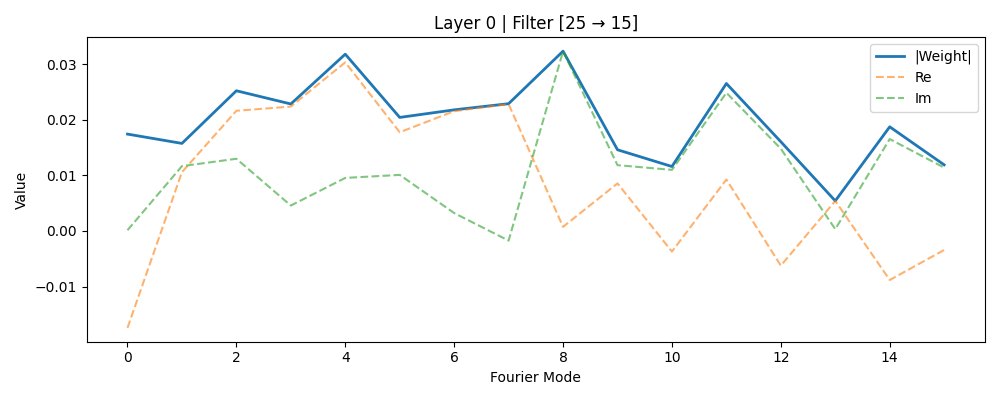 Layer 0 | Filter [25 → 15]
|Weight|
Re
Im
Value
0.03
0.02
0.01
0.00
−0.01
0 2 4 6 8 10 12 14
Fourier Mode